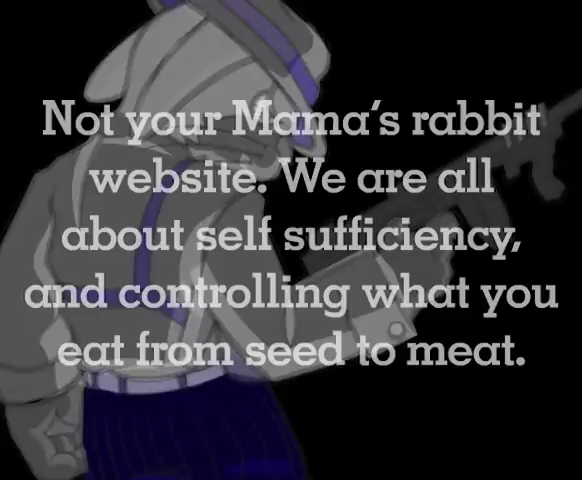 Not your Mama's rabbit
website. We are all
about self sufficiency,
and controlling what you
eat from seed to meat.